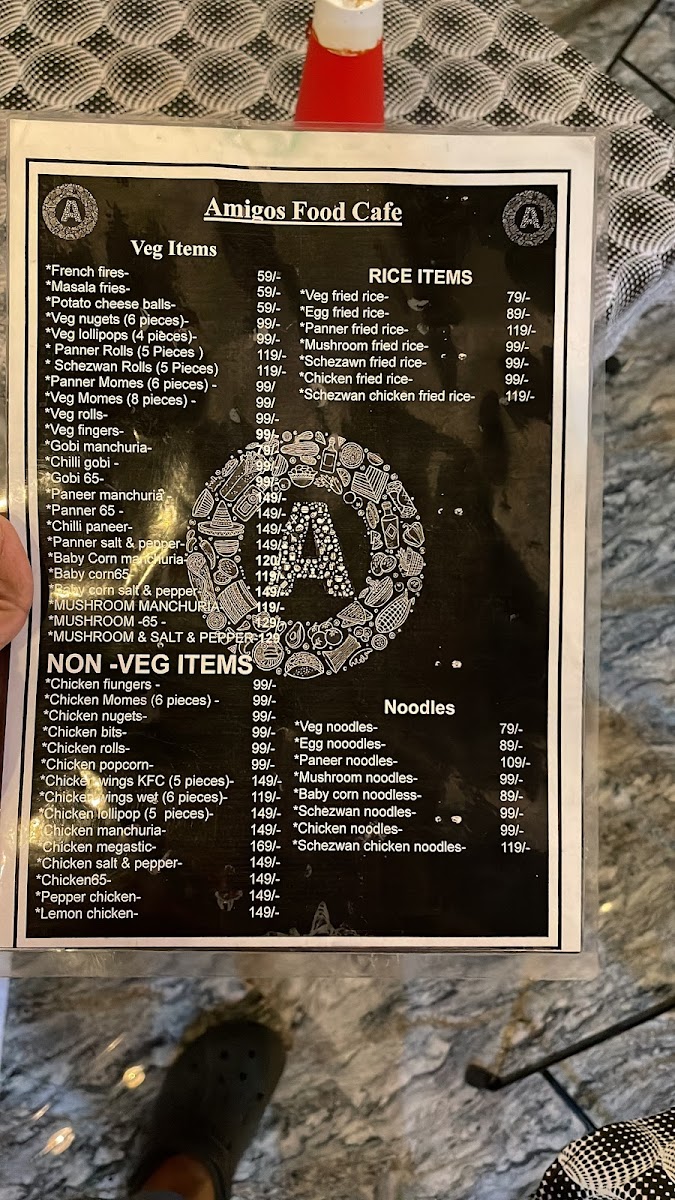 A
Amigos Food Cafe
A
Veg Items
*French fires- 59/-
*Masala fries- 59/-
*Potato cheese balls- 59/-
*Veg nugets (6 pieces)- 99/-
*Veg lollipops (4 pieces)- 99/-
* Panner Rolls (5 Pieces ) 119/-
* Schezwan Rolls (5 Pieces) 119/-
*Panner Momes (6 pieces) - 99/
*Veg Momes (8 pieces) - 99/
*Veg rolls- 99/-
*Veg fingers- 99/-
*Gobi manchuria- 79/-
*Chilli gobi - 99/-
*Gobi 65- 99/-
*Paneer manchuria - 149/-
*Panner 65 - 149/-
*Chilli paneer- 149/-
*Panner salt & pepper- 149/-
*Baby Corn manchuria- 120/-
*Baby corn65 119/-
*Baby corn salt & pepper 149/-
*MUSHROOM MANCHURIA 119/-
*MUSHROOM -65 - 129/-
*MUSHROOM & SALT & PEPPER-129
NON -VEG ITEMS
*Chicken fiungers - 99/-
*Chicken Momes (6 pieces) - 99/-
*Chicken nugets- 99/-
*Chicken bits- 99/-
*Chicken rolls- 99/-
*Chicken popcorn- 99/-
*Chicken wings KFC (5 pieces)- 149/-
*Chicken wings wet (6 pieces)- 119/-
*Chicken lollipop (5 pieces)- 149/-
*Chicken manchuria- 149/-
*Chicken megastic- 169/-
*Chicken salt & pepper- 149/-
*Chicken65- 149/-
*Pepper chicken- 149/-
*Lemon chicken- 149/-
RICE ITEMS
*Veg fried rice- 79/-
*Egg fried rice- 89/-
*Panner fried rice- 119/-
*Mushroom fried rice- 99/-
*Schezawn fried rice- 99/-
*Chicken fried rice- 99/-
*Schezwan chicken fried rice- 119/-
A
Noodles
*Veg noodles- 79/-
*Egg nooodles- 89/-
*Paneer noodles- 109/-
*Mushroom noodles- 99/-
*Baby corn noodless- 89/-
*Schezwan noodles- 99/-
*Chicken noodles- 99/-
*Schezwan chicken noodles- 119/-